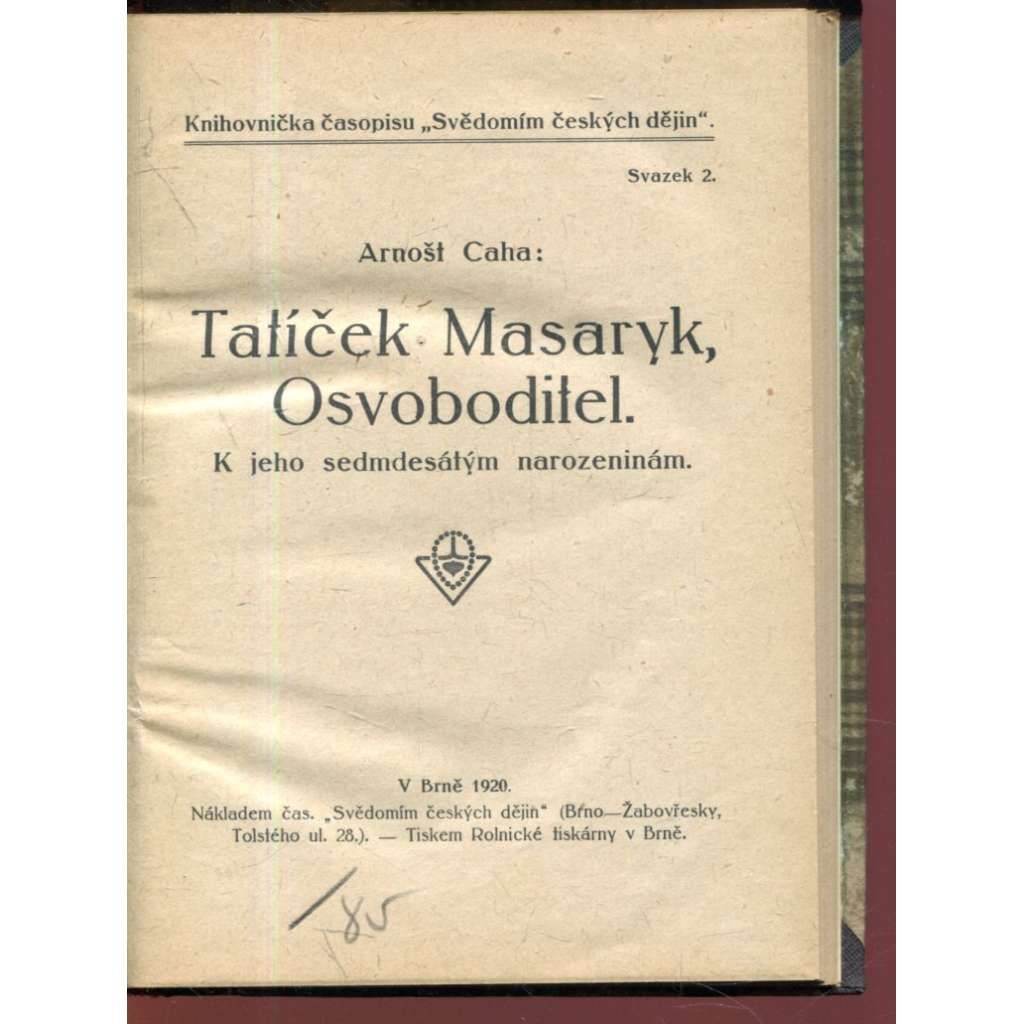 Knihovnička časopisu „Svědomím českých dějin“.
Svazek 2.
Arnošt Caha:
Tatíček Masaryk,
Osvoboditel.
K jeho sedmdesátým narozeninám.
V Brně 1920.
Nákladem čas. „Svědomím českých dějin“ (Brno—Žabovřesky,
Tolstého ul. 28.). — Tiskem Rolnické tiskárny v Brně.
/85